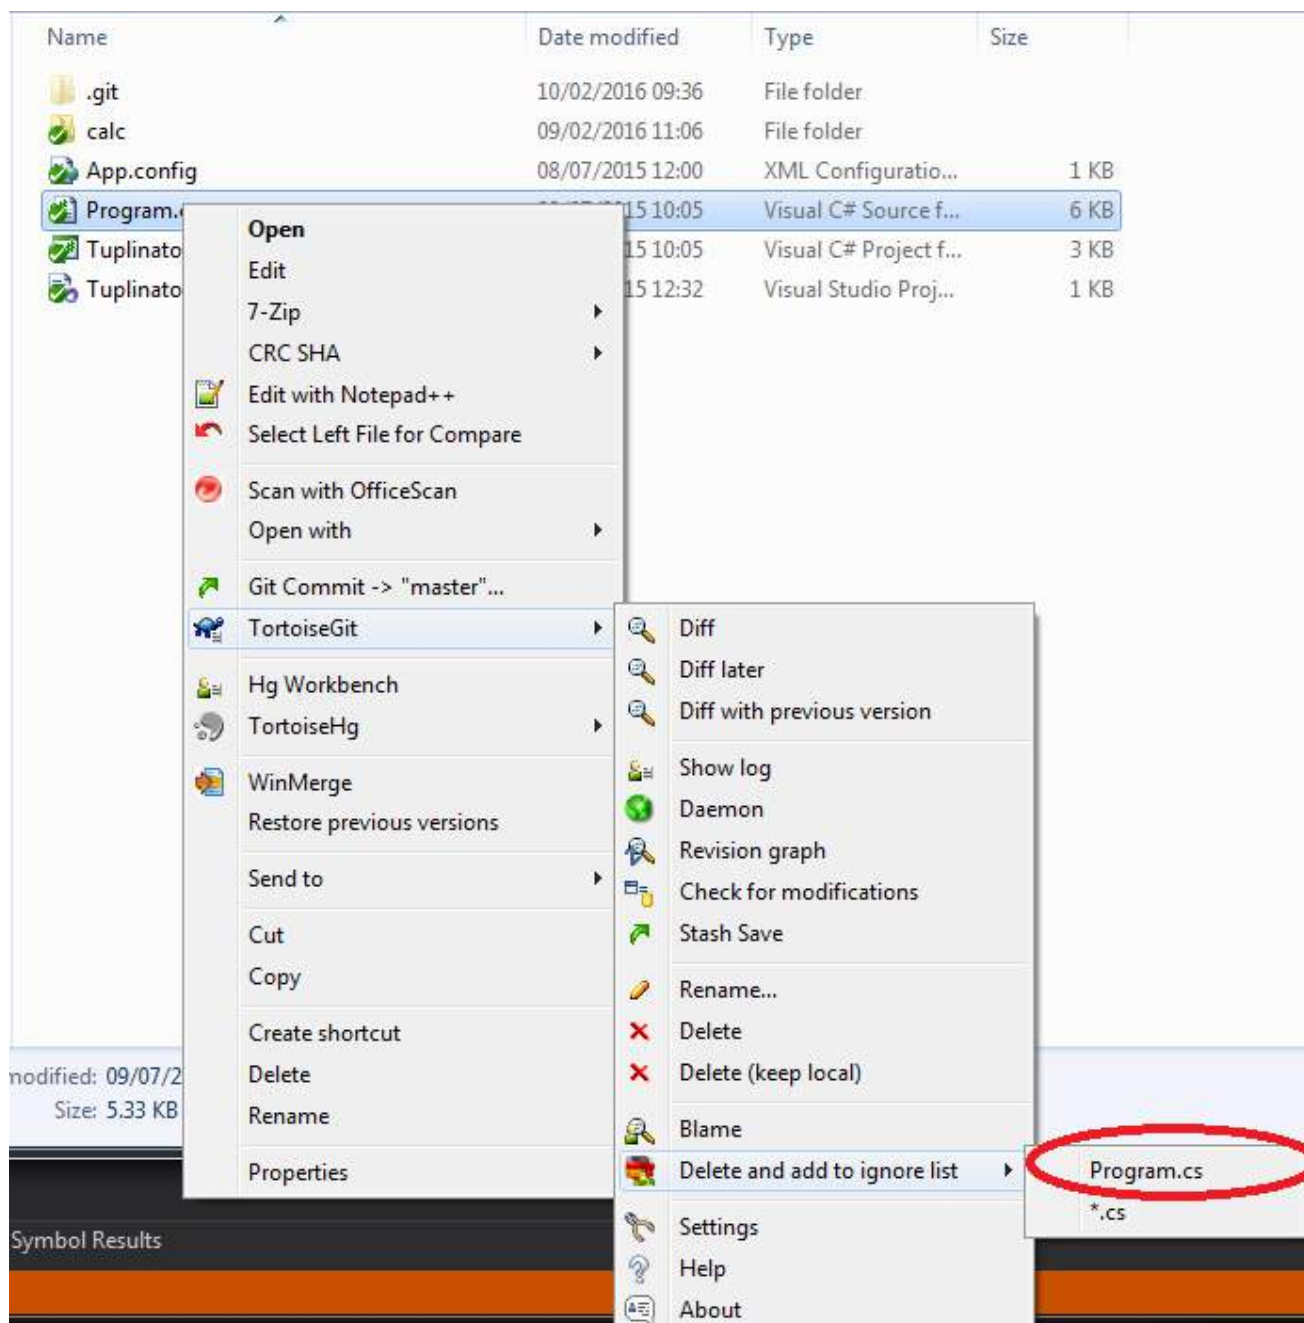 Name Date modified Type Size
.git 10/02/2016 09:36 File folder
calc 09/02/2016 11:06 File folder
App.config 08/07/2015 12:00 XML Configuratio... 1 KB
Program. 15 10:05 Visual C# Source f... 6 KB
Tuplinato 15 10:05 Visual C# Project f... 3 KB
Tuplinato 15 12:32 Visual Studio Proj... 1 KB
Open
Edit
7-Zip
CRC SHA
Edit with Notepad++
Select Left File for Compare
Scan with OfficeScan
Open with
Git Commit -> "master"...
TortoiseGit
Hg Workbench
TortoiseHg
WinMerge
Restore previous versions
Send to
Cut
Copy
Create shortcut
Delete
Rename
Properties
Diff
Diff later
Diff with previous version
Show log
Daemon
Revision graph
Check for modifications
Stash Save
Rename...
Delete
Delete (keep local)
Blame
Delete and add to ignore list
Settings
Help
About
Program.cs
*.cs
modified: 09/07/2
Size: 5.33 KB
Symbol Results